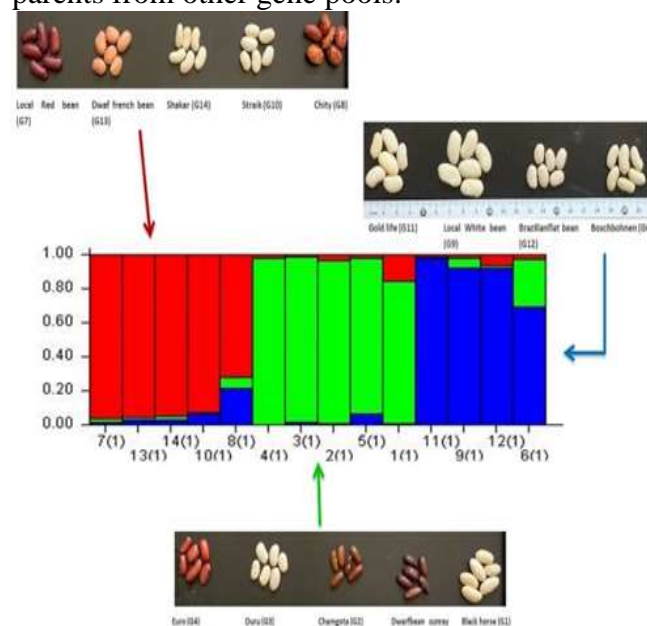 parents from other gene pools.
Local Red bean (G7) Dwaf french bean (G13) Shakar (G14) Straik (G10) Chity (G8)
Gold life (G11) Local White bean (G9) Brazilianflat bean (G12) Boschbohnen
1.00
0.80
0.60
0.40
0.20
0.00
7(1) 14(1) 8(1) 3(1) 5(1) 11(1) 12(1)
13(1) 10(1) 4(1) 2(1) 1(1) 9(1) 6(1)
Euro (G4) Duru (G3) Chamgota (G2) Dwarfbean sunray Black horse (G1)